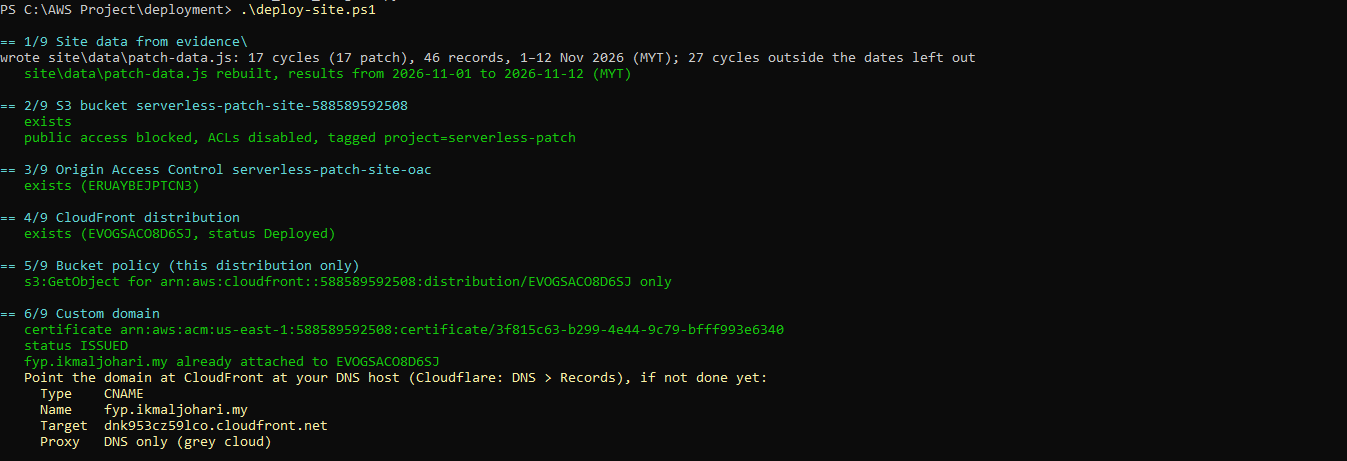 PS C:\AWS Project\deployment> .\deploy-site.ps1
== 1/9 Site data from evidence\
wrote site\data\patch-data.js: 17 cycles (17 patch), 46 records, 1–12 Nov 2026 (MYT); 27 cycles outside the dates left out
site\data\patch-data.js rebuilt, results from 2026-11-01 to 2026-11-12 (MYT)
== 2/9 S3 bucket serverless-patch-site-588589592508
exists
public access blocked, ACLs disabled, tagged project=serverless-patch
== 3/9 Origin Access Control serverless-patch-site-oac
exists (ERUAYBEJPTCN3)
== 4/9 CloudFront distribution
exists (EVOGSACO8D6SJ, status Deployed)
== 5/9 Bucket policy (this distribution only)
s3:GetObject for arn:aws:cloudfront::588589592508:distribution/EVOGSACO8D6SJ only
== 6/9 Custom domain
certificate arn:aws:acm:us-east-1:588589592508:certificate/3f815c63-b299-4e44-9c79-bfff993e6340
status ISSUED
fyp.ikmaljohari.my already attached to EVOGSACO8D6SJ
Point the domain at CloudFront at your DNS host (Cloudflare: DNS > Records), if not done yet:
Type CNAME
Name fyp.ikmaljohari.my
Target dnk953cz59lco.cloudfront.net
Proxy DNS only (grey cloud)